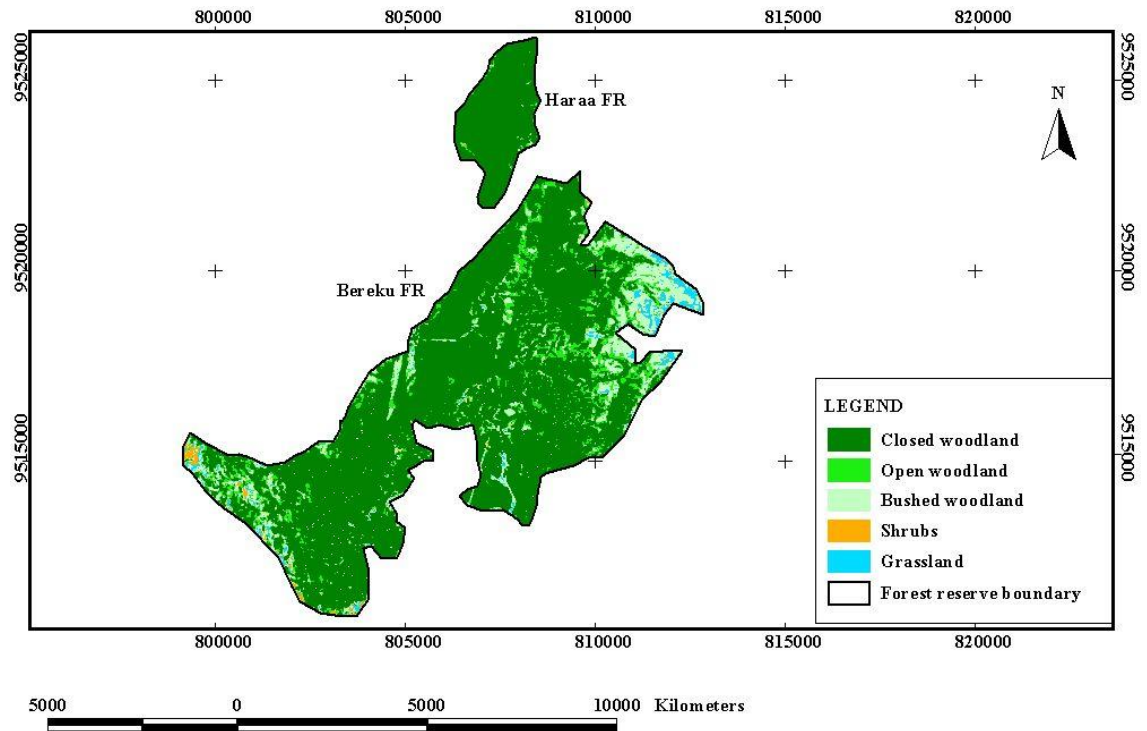 800000 805000 810000 815000 820000
9525000 9525000
Haraa FR
N
9520000 9520000
Bereku FR
LEGEND
Closed woodland
Open woodland
Bushed woodland
Shrubs
Grassland
Forest reserve boundary
9515000 9515000
800000 805000 810000 815000 820000
5000 0 5000 10000 Kilometers